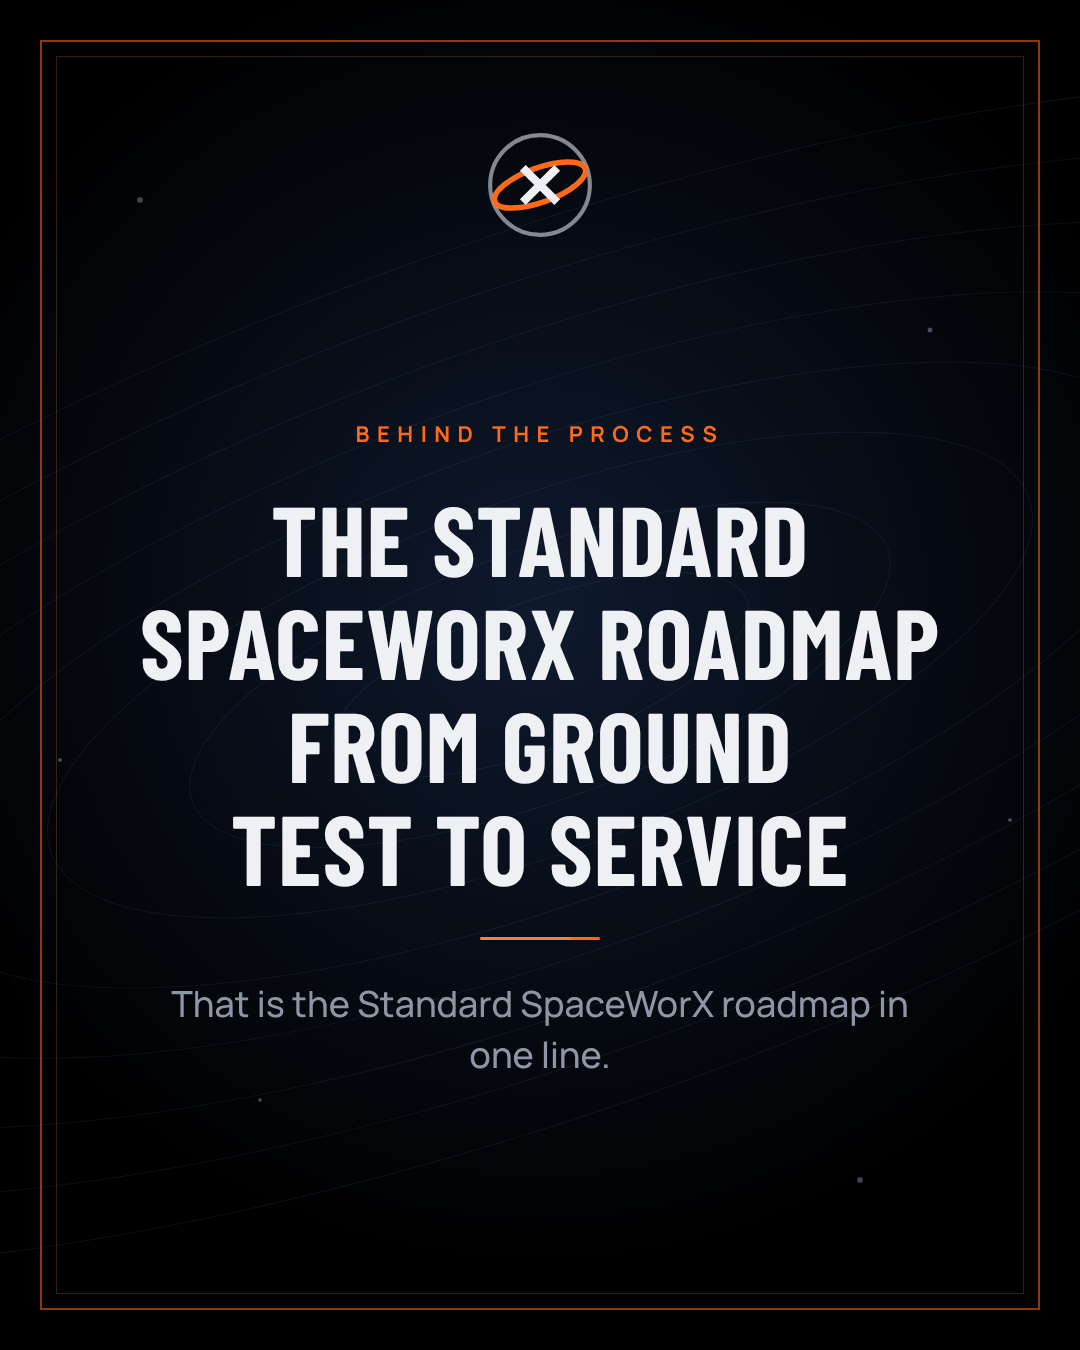 BEHIND THE PROCESS
THE STANDARD
SPACEWORX ROADMAP
FROM GROUND
TEST TO SERVICE
That is the Standard SpaceWorX roadmap in
one line.